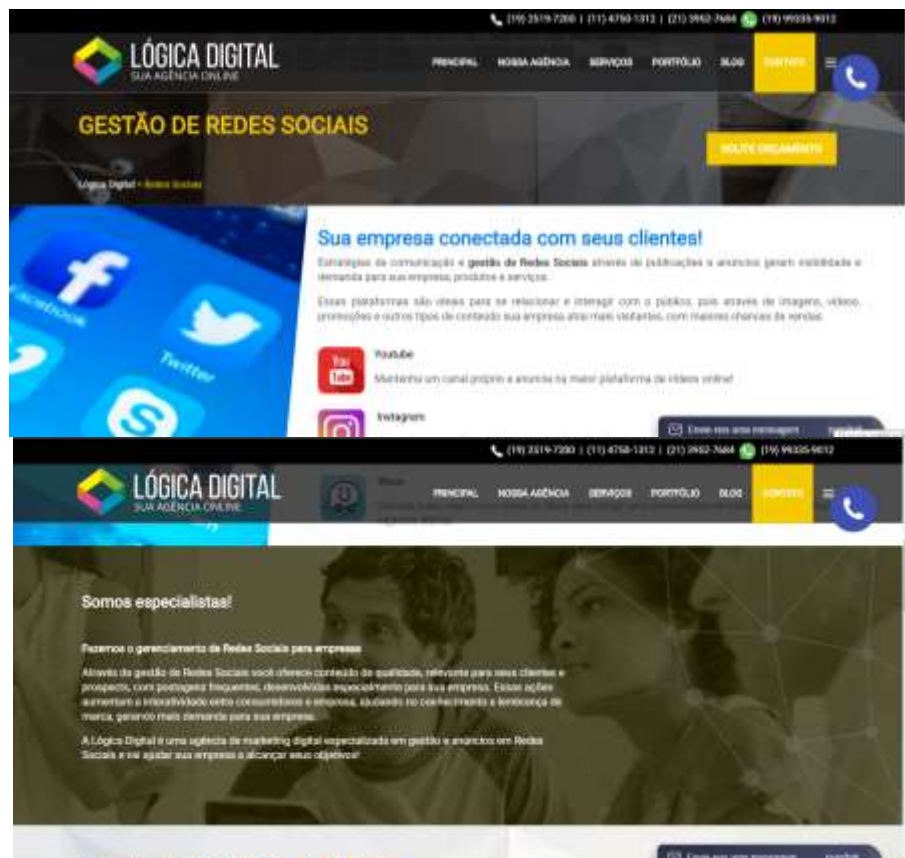 (19) 2519-7200 | (11) 4750-1312 | (21) 3952-7684 (19) 99335-9012
LÓGICA DIGITAL
SUA AGÊNCIA ONLINE
PRINCIPAL NOSSA AGÊNCIA SERVIÇOS PORTFÓLIO BLOG CONTATO
GESTÃO DE REDES SOCIAIS
SOLITE ORÇAMENTO
Lógica Digital > Redes Sociais
Facebook
Twitter
Sua empresa conectada com seus clientes!
Estratégias de comunicação e gestão de Redes Sociais através de publicações e anúncios geram visibilidade e
demanda para sua empresa, produtos e serviços.
Essas plataformas são ideais para se relacionar e interagir com o público, pois através de imagens, vídeos,
promoções e outros tipos de conteúdo sua empresa atrai mais visitantes, com maiores chances de vendas.
You
Tube
Youtube
Mantenha um canal próprio e anuncie na maior plataforma de vídeos online!
Instagram
Envie-nos uma mensagem
(19) 2519-7200 | (11) 4750-1312 | (21) 3952-7684 (19) 99335-9012
LÓGICA DIGITAL
SUA AGÊNCIA ONLINE
PRINCIPAL NOSSA AGÊNCIA SERVIÇOS PORTFÓLIO BLOG CONTATO
Somos especialistas!
Fazemos o gerenciamento de Redes Sociais para empresas
Através da gestão de Redes Sociais você oferece conteúdo de qualidade, relevante para seus clientes e
prospects, com postagens frequentes, desenvolvidas especialmente para sua empresa. Essas ações
aumentam a interatividade entre consumidores e empresa, ajudando no conhecimento e lembrança de
marca, gerando mais demanda para sua empresa.
A Lógica Digital é uma agência de marketing digital especializada em gestão e anúncios em Redes
Sociais e vai ajudar sua empresa a alcançar seus objetivos!